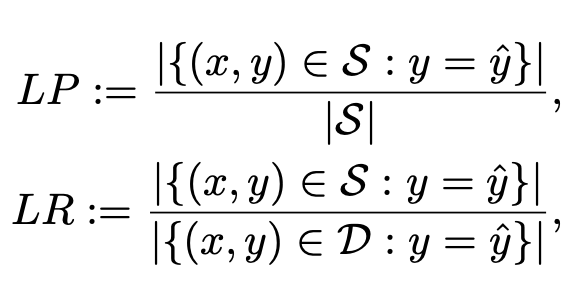 LP := |{(x, y) ∈ 𝒮 : y = ŷ}| / |𝒮|,
LR := |{(x, y) ∈ 𝒮 : y = ŷ}| / |{(x, y) ∈ 𝒟 : y = ŷ}|,